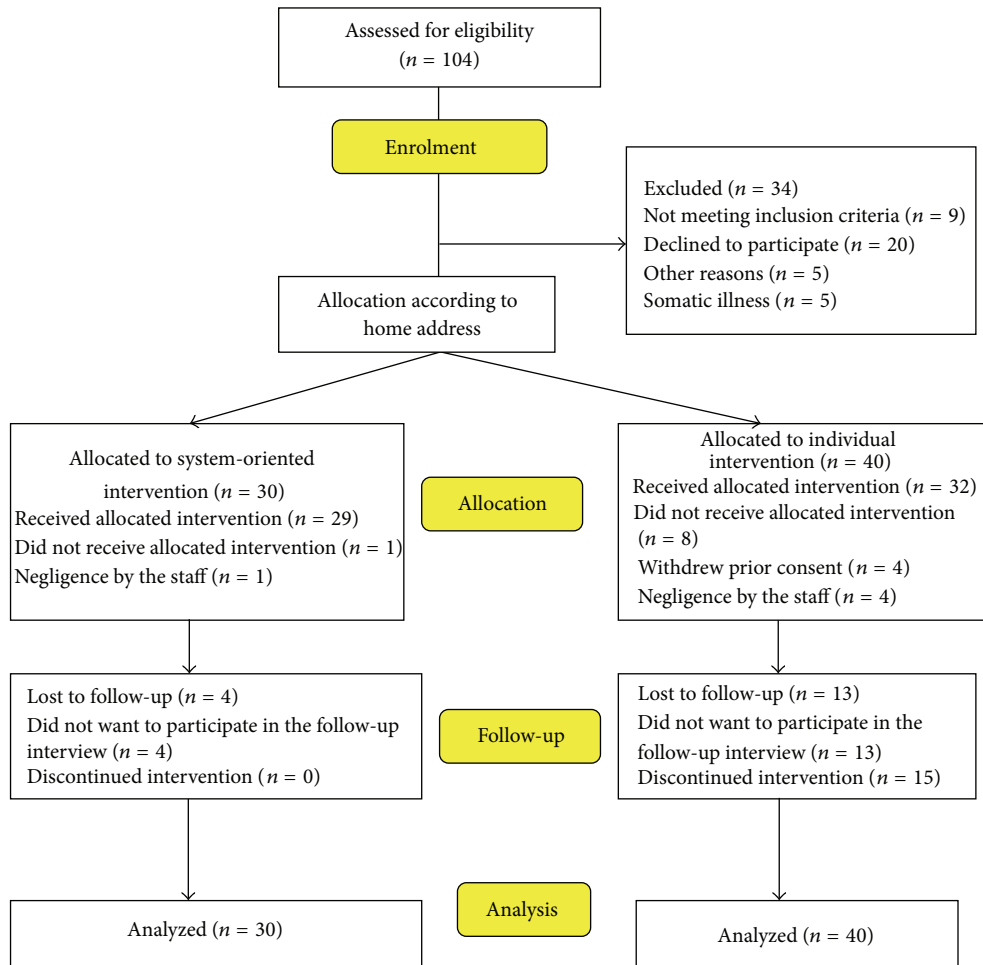 Assessed for eligibility
(n = 104)
Enrolment
Excluded (n = 34)
Not meeting inclusion criteria (n = 9)
Declined to participate (n = 20)
Other reasons (n = 5)
Somatic illness (n = 5)
Allocation according to
home address
Allocated to system-oriented
intervention (n = 30)
Received allocated intervention (n = 29)
Did not receive allocated intervention (n = 1)
Negligence by the staff (n = 1)
Allocation
Allocated to individual
intervention (n = 40)
Received allocated intervention (n = 32)
Did not receive allocated intervention
(n = 8)
Withdrew prior consent (n = 4)
Negligence by the staff (n = 4)
Lost to follow-up (n = 4)
Did not want to participate in the follow-up
interview (n = 4)
Discontinued intervention (n = 0)
Follow-up
Lost to follow-up (n = 13)
Did not want to participate in the
follow-up interview (n = 13)
Discontinued intervention (n = 15)
Analyzed (n = 30)
Analysis
Analyzed (n = 40)